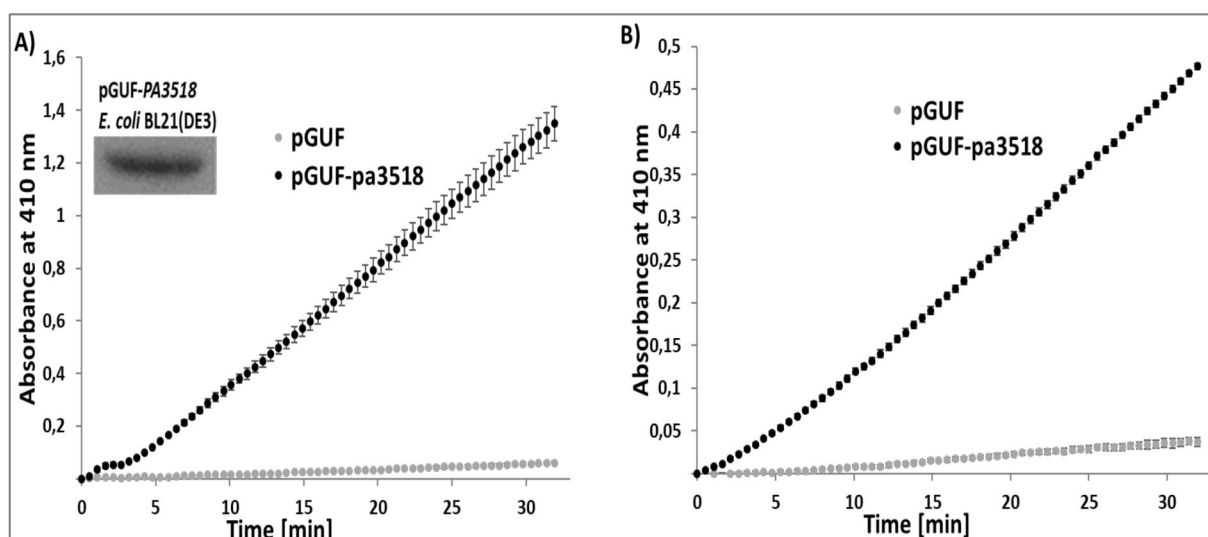 A)
1,6
1,4
1,2
1
0,8
0,6
0,4
0,2
0
5
10
15
20
25
30
Absorbance at 410 nm
Time [min]
pGUF-PA3518
E. coli BL21(DE3)
pGUF
pGUF-pa3518
B)
0,5
0,45
0,4
0,35
0,3
0,25
0,2
0,15
0,1
0,05
0
5
10
15
20
25
30
Absorbance at 410 nm
Time [min]
pGUF
pGUF-pa3518